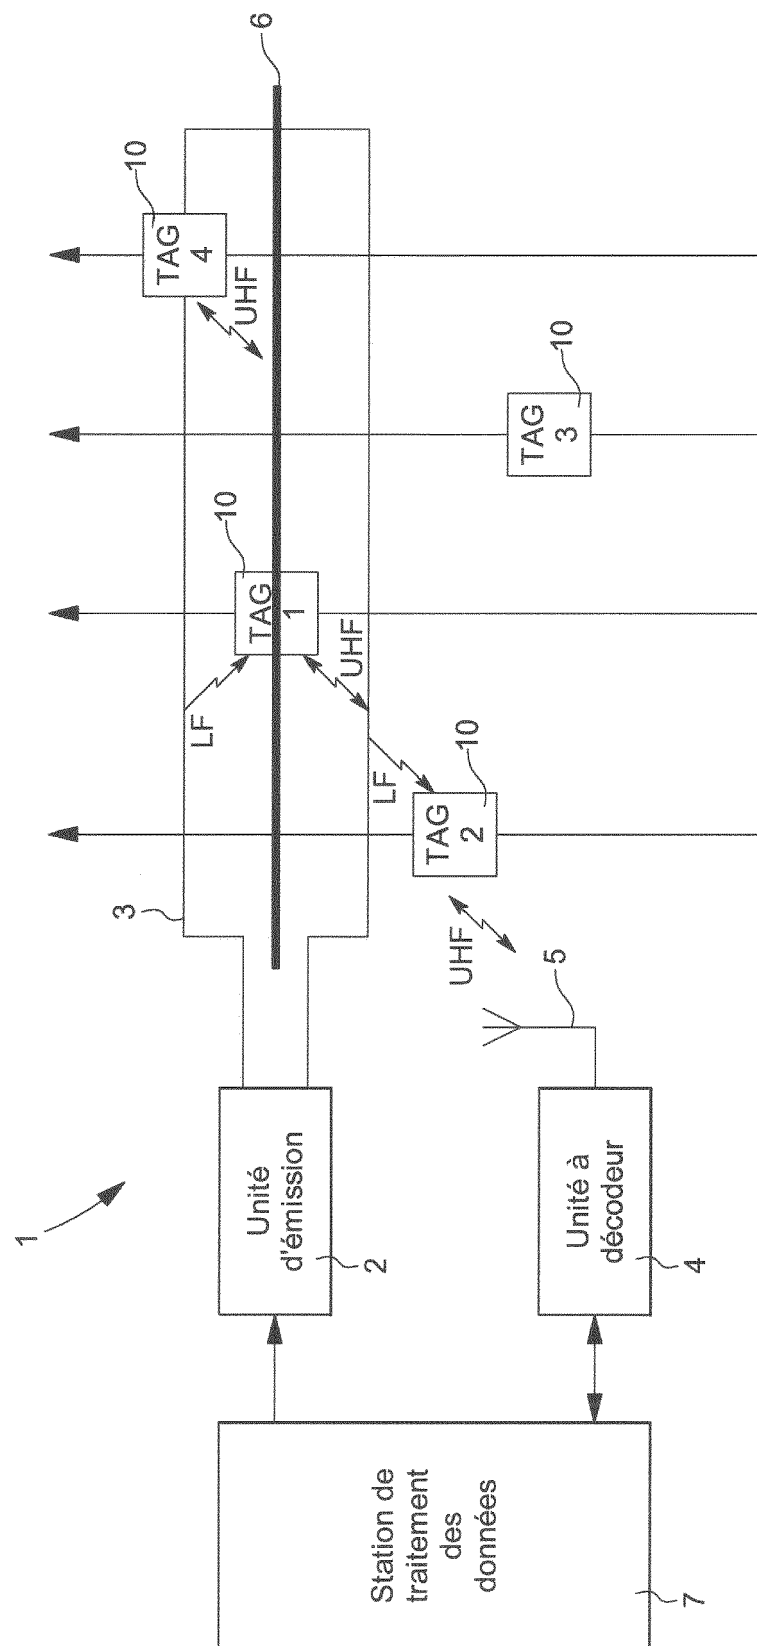 1
Station de
traitement
des
données
7
Unité
d'émission
2
Unité à
décodeur
4
3
5
6
UHF
LF
TAG
2
10
LF
UHF
TAG
1
10
TAG
3
10
UHF
TAG
4
10